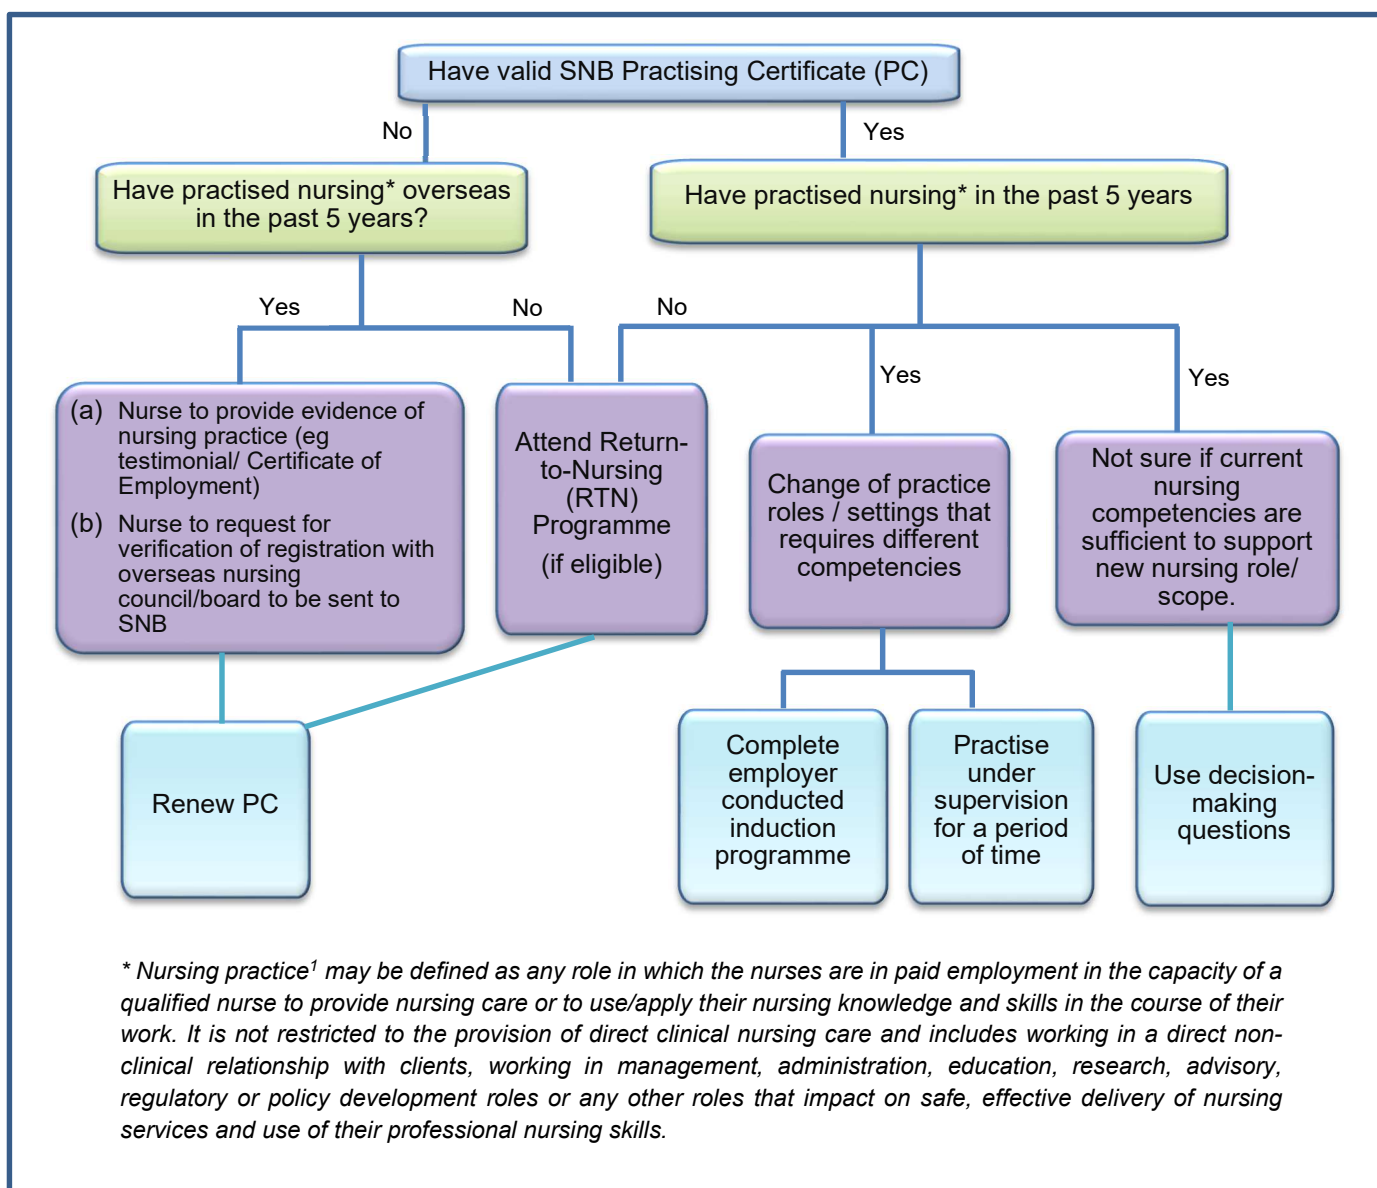 Have valid SNB Practising Certificate (PC)
No
Yes
Have practised nursing* overseas
in the past 5 years?
Have practised nursing* in the past 5 years
Yes
No
No
Yes
Yes
(a) Nurse to provide evidence of
nursing practice (eg
testimonial/ Certificate of
Employment)
(b) Nurse to request for
verification of registration with
overseas nursing
council/board to be sent to
SNB
Attend Return-
to-Nursing
(RTN)
Programme
(if eligible)
Change of practice
roles / settings that
requires different
competencies
Not sure if current
nursing
competencies are
sufficient to support
new nursing role/
scope.
Renew PC
Complete
employer
conducted
induction
programme
Practise
under
supervision
for a period
of time
Use decision-
making
questions
* Nursing practice¹ may be defined as any role in which the nurses are in paid employment in the capacity of a
qualified nurse to provide nursing care or to use/apply their nursing knowledge and skills in the course of their
work. It is not restricted to the provision of direct clinical nursing care and includes working in a direct non-
clinical relationship with clients, working in management, administration, education, research, advisory,
regulatory or policy development roles or any other roles that impact on safe, effective delivery of nursing
services and use of their professional nursing skills.